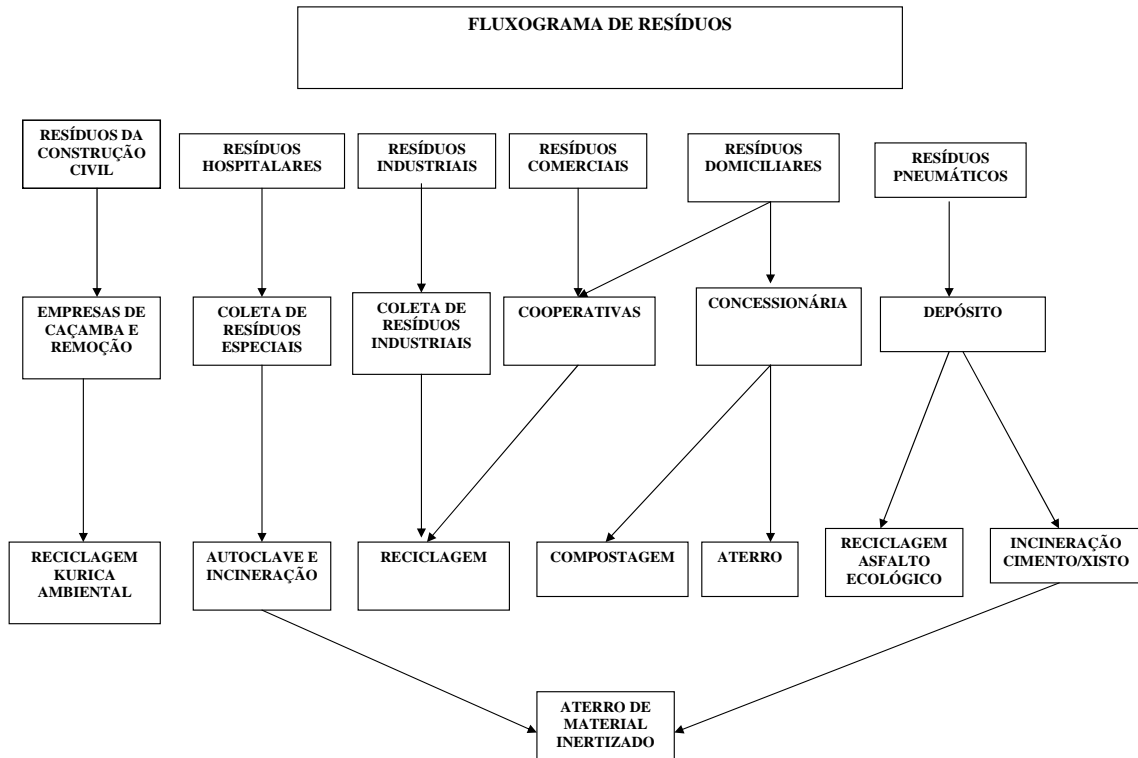 FLUXOGRAMA DE RESÍDUOS
RESÍDUOS DA
CONSTRUÇÃO
CIVIL
RESÍDUOS
HOSPITALARES
RESÍDUOS
INDUSTRIAIS
RESÍDUOS
COMERCIAIS
RESÍDUOS
DOMICILIARES
RESÍDUOS
PNEUMÁTICOS
EMPRESAS DE
CAÇAMBA E
REMOÇÃO
COLETA DE
RESÍDUOS
ESPECIAIS
COLETA DE
RESÍDUOS
INDUSTRIAIS
COOPERATIVAS
CONCESSIONÁRIA
DEPÓSITO
RECICLAGEM
KURICA
AMBIENTAL
AUTOCLAVE E
INCINERAÇÃO
RECICLAGEM
COMPOSTAGEM
ATERRO
RECICLAGEM
ASFALTO
ECOLÓGICO
INCINERAÇÃO
CIMENTO/XISTO
ATERRO DE
MATERIAL
INERTIZADO